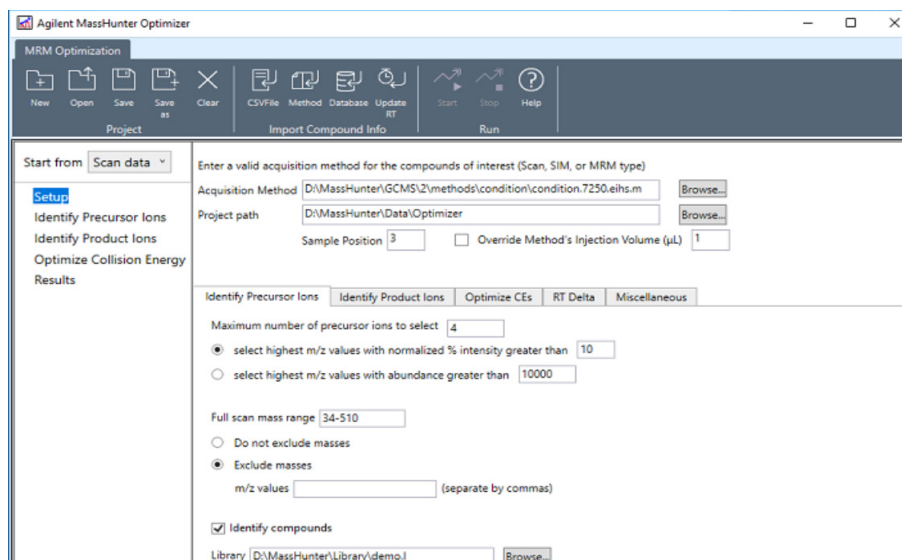 Agilent MassHunter Optimizer
MRM Optimization
New Open Save Save as Clear CSVFile Method Database Update RT Start Stop Help
Project Import Compound Info Run
Start from Scan data
Setup
Identify Precursor Ions
Identify Product Ions
Optimize Collision Energy
Results
Enter a valid acquisition method for the compounds of interest (Scan, SIM, or MRM type)
Acquisition Method D:\MassHunter\GCMS\2\methods\condition\condition.7250.eihs.m Browse...
Project path D:\MassHunter\Data\Optimizer Browse...
Sample Position 3 Override Method's Injection Volume (μL) 1
Identify Precursor Ions Identify Product Ions Optimize CEs RT Delta Miscellaneous
Maximum number of precursor ions to select 4
select highest m/z values with normalized % intensity greater than 10
select highest m/z values with abundance greater than 10000
Full scan mass range 34-510
Do not exclude masses
Exclude masses
m/z values (separate by commas)
Identify compounds
Library D:\MassHunter\Library\demo.l Browse...